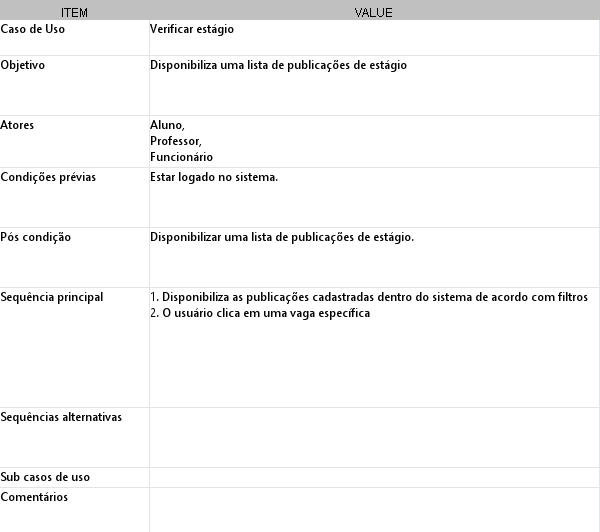 ITEM VALUE
Caso de Uso Verificar estágio
Objetivo Disponibiliza uma lista de publicações de estágio
Atores Aluno,
Professor,
Funcionário
Condições prévias Estar logado no sistema.
Pós condição Disponibilizar uma lista de publicações de estágio.
Sequência principal 1. Disponibiliza as publicações cadastradas dentro do sistema de acordo com filtros
2. O usuário clica em uma vaga específica
Sequências alternativas
Sub casos de uso
Comentários